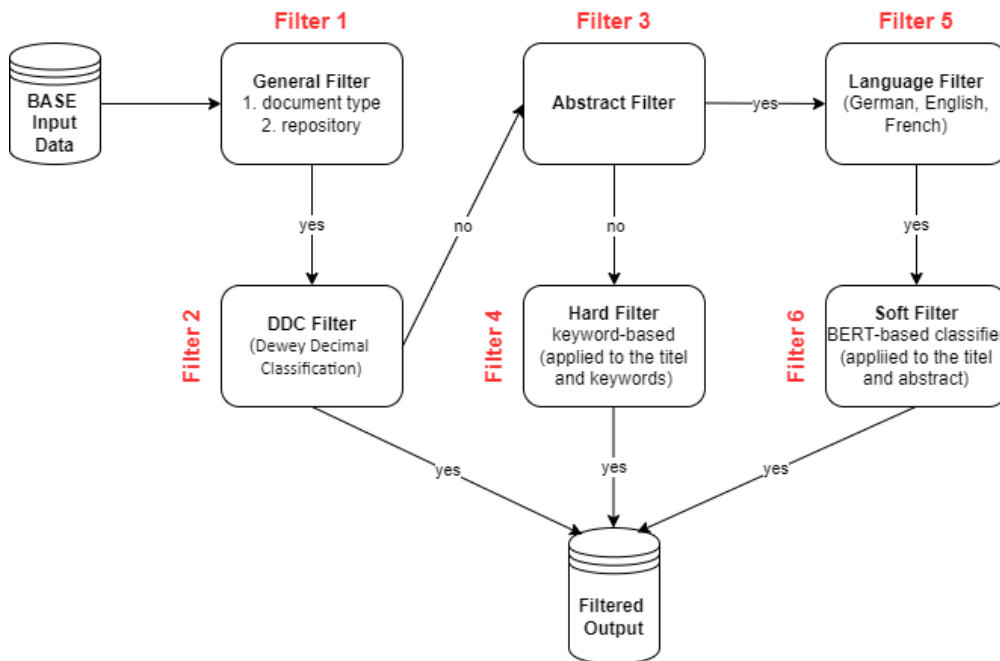 Filter 1
Filter 3
Filter 5
BASE
Input
Data
General Filter
1. document type
2. repository
Abstract Filter
yes
Language Filter
(German, English,
French)
yes
no
no
yes
Filter 2
DDC Filter
(Dewey Decimal
Classification)
Filter 4
Hard Filter
keyword-based
(applied to the titel
and keywords)
Filter 6
Soft Filter
BERT-based classifier
(appliied to the titel
and abstract)
yes
yes
yes
Filtered
Output